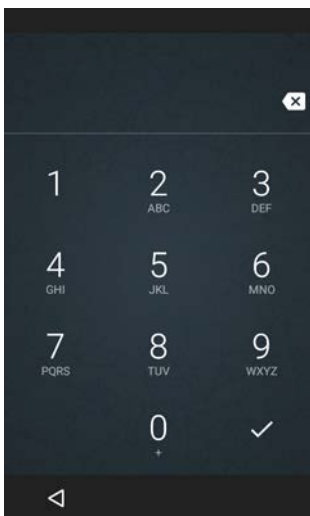 1 2 3
ABC DEF
4 5 6
GHI JKL MNO
7 8 9
PQRS TUV WXYZ
0
+